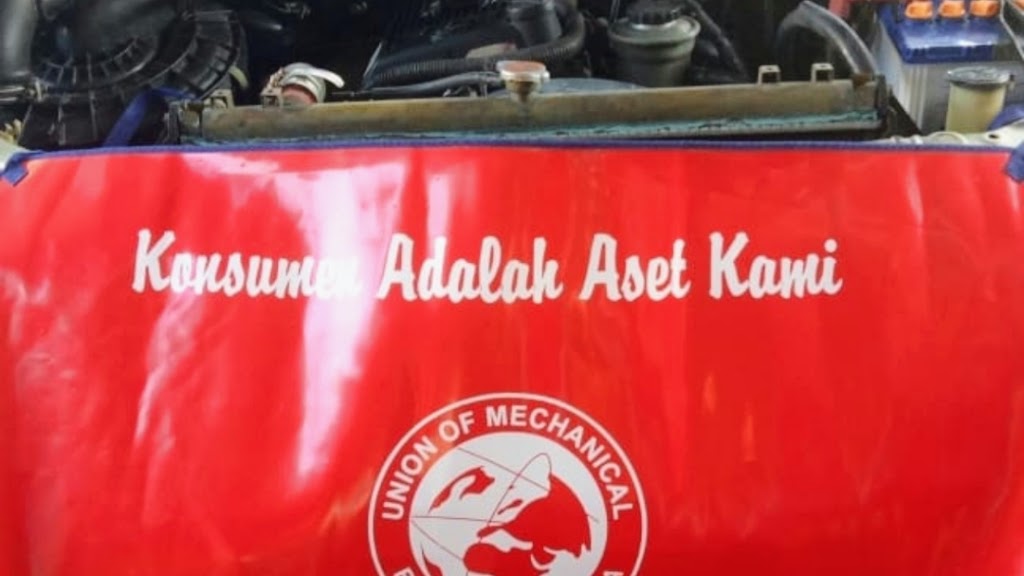 Konsumen Adalah Aset Kami
UNION OF MECHANICAL